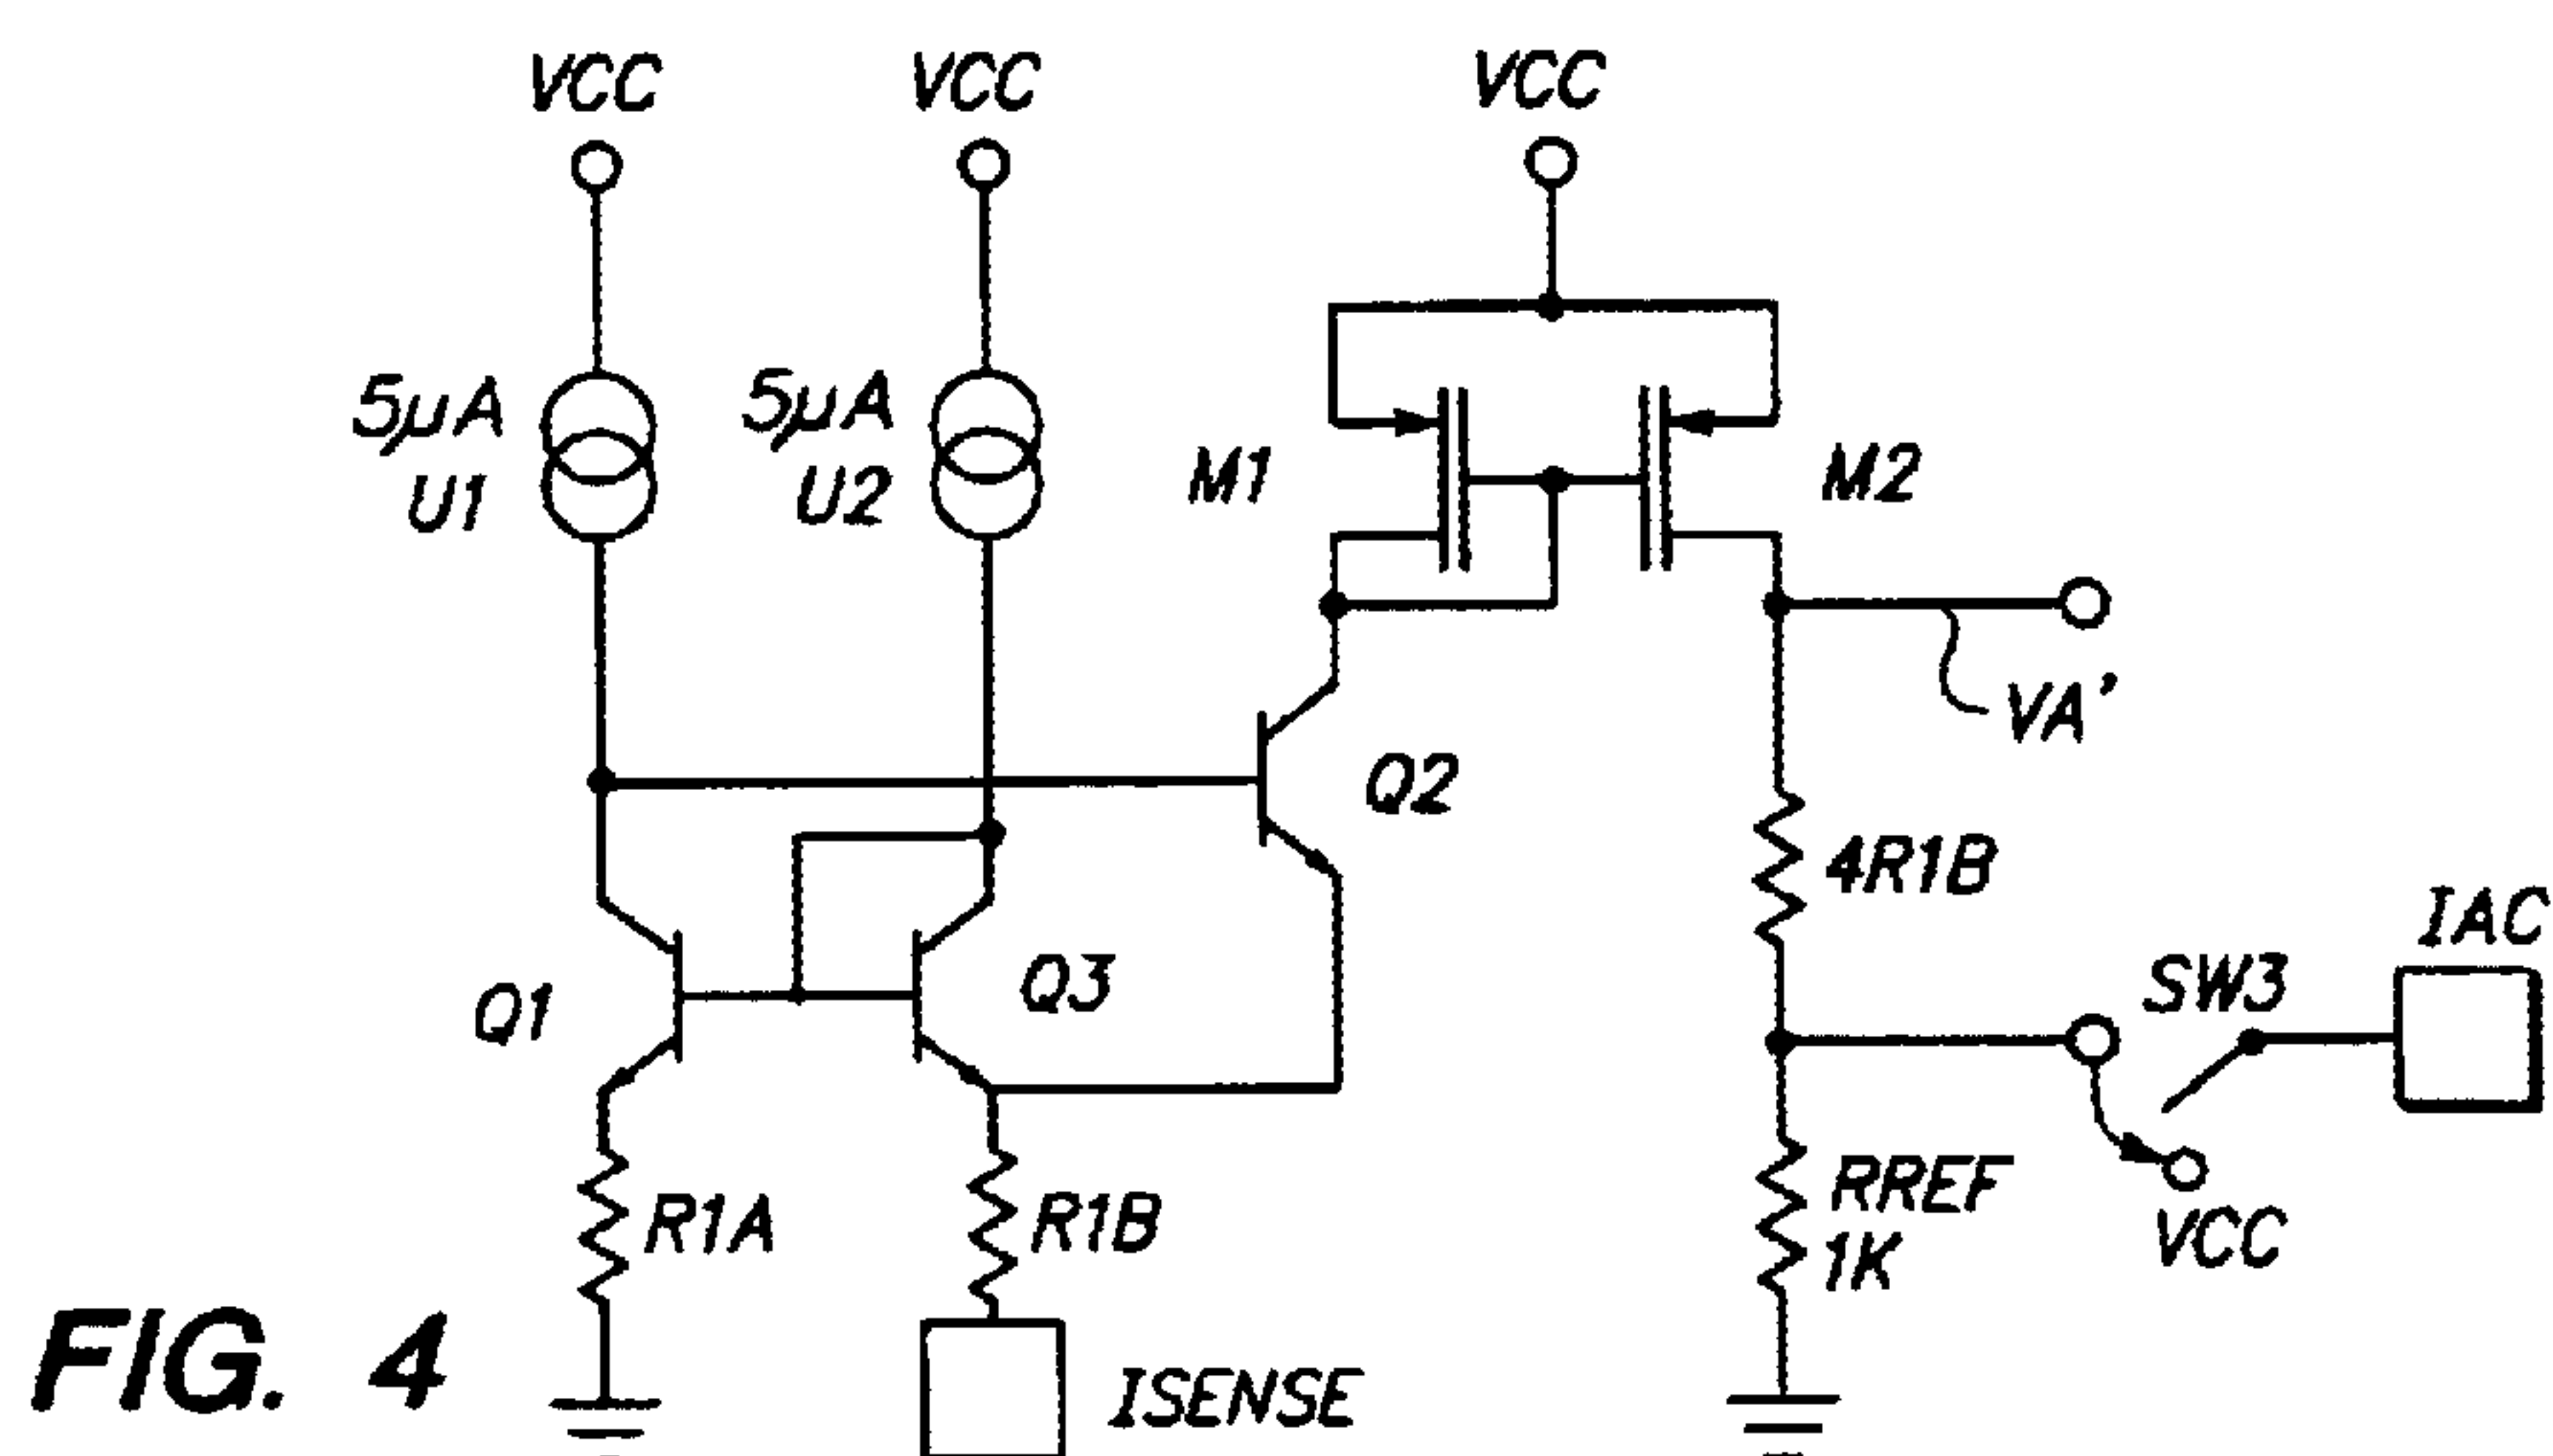 VCC
VCC
VCC
5μA
U1
5μA
U2
M1
M2
VA'
Q2
4R1B
IAC
SW3
Q1
Q3
RREF
1K
VCC
R1A
R1B
ISENSE
FIG. 4